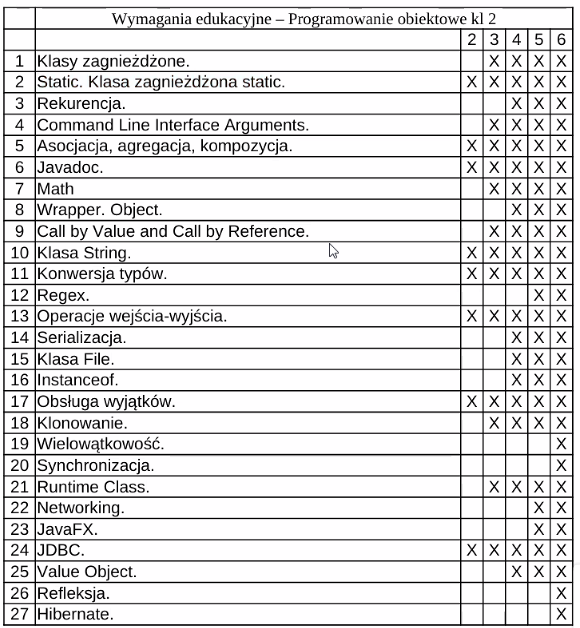 Wymagania edukacyjne – Programowanie obiektowe kl 2
2 3 4 5 6
1 Klasy zagnieżdżone. X X X X
2 Static. Klasa zagnieżdżona static. X X X X X
3 Rekurencja. X X X
4 Command Line Interface Arguments. X X X X
5 Asocjacja, agregacja, kompozycja. X X X X X
6 Javadoc. X X X X X
7 Math X X X X
8 Wrapper. Object. X X X
9 Call by Value and Call by Reference. X X X X
10 Klasa String. X X X X X
11 Konwersja typów. X X X X X
12 Regex. X X
13 Operacje wejścia-wyjścia. X X X X X
14 Serializacja. X X X
15 Klasa File. X X X
16 Instanceof. X X X
17 Obsługa wyjątków. X X X X X
18 Klonowanie. X X X X
19 Wielowątkowość. X
20 Synchronizacja. X
21 Runtime Class. X X X X
22 Networking. X X
23 JavaFX. X X
24 JDBC. X X X X X
25 Value Object. X X X
26 Refleksja. X
27 Hibernate. X